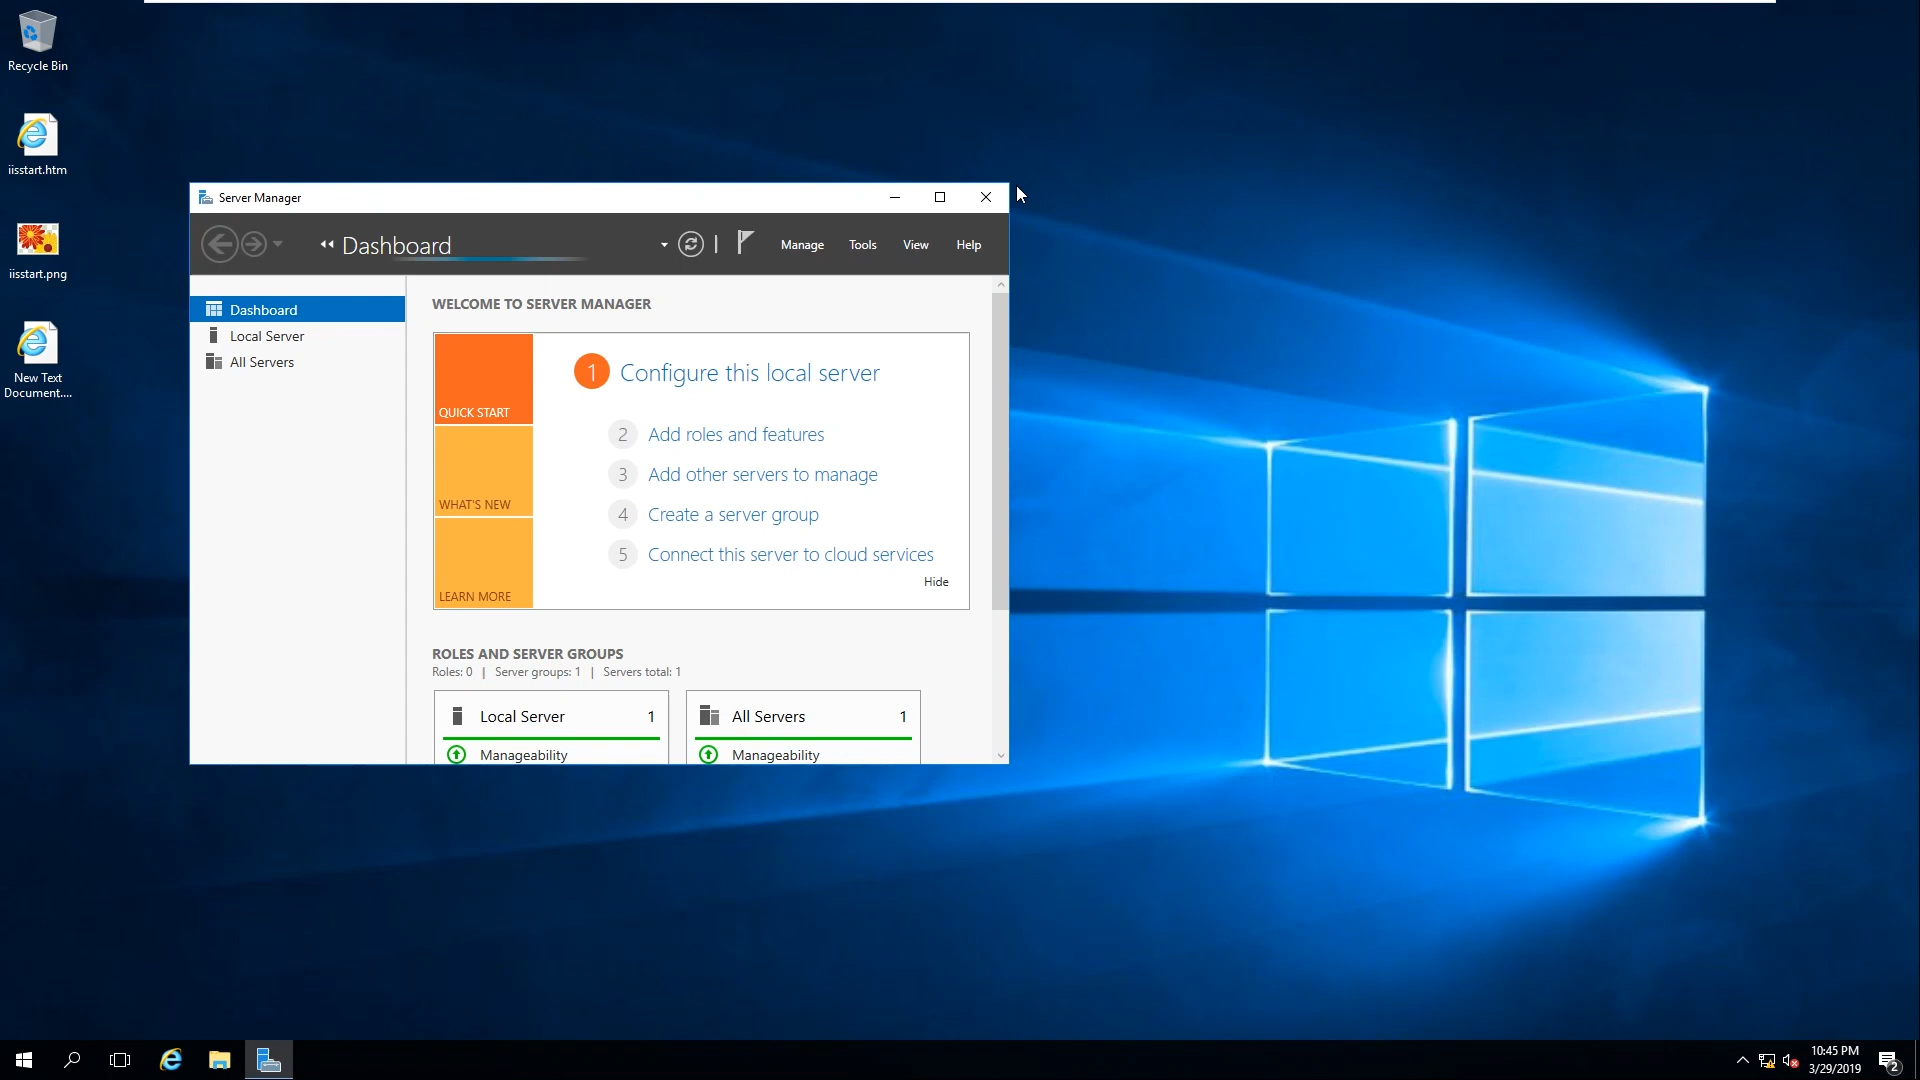 Recycle Bin
iisstart.htm
iisstart.png
New Text
Document....
Server Manager
Dashboard
Manage
Tools
View
Help
Dashboard
Local Server
All Servers
WELCOME TO SERVER MANAGER
QUICK START
WHAT'S NEW
LEARN MORE
1 Configure this local server
2 Add roles and features
3 Add other servers to manage
4 Create a server group
5 Connect this server to cloud services
Hide
ROLES AND SERVER GROUPS
Roles: 0 | Server groups: 1 | Servers total: 1
Local Server 1
Manageability
All Servers 1
Manageability
10:45 PM
3/29/2019
2